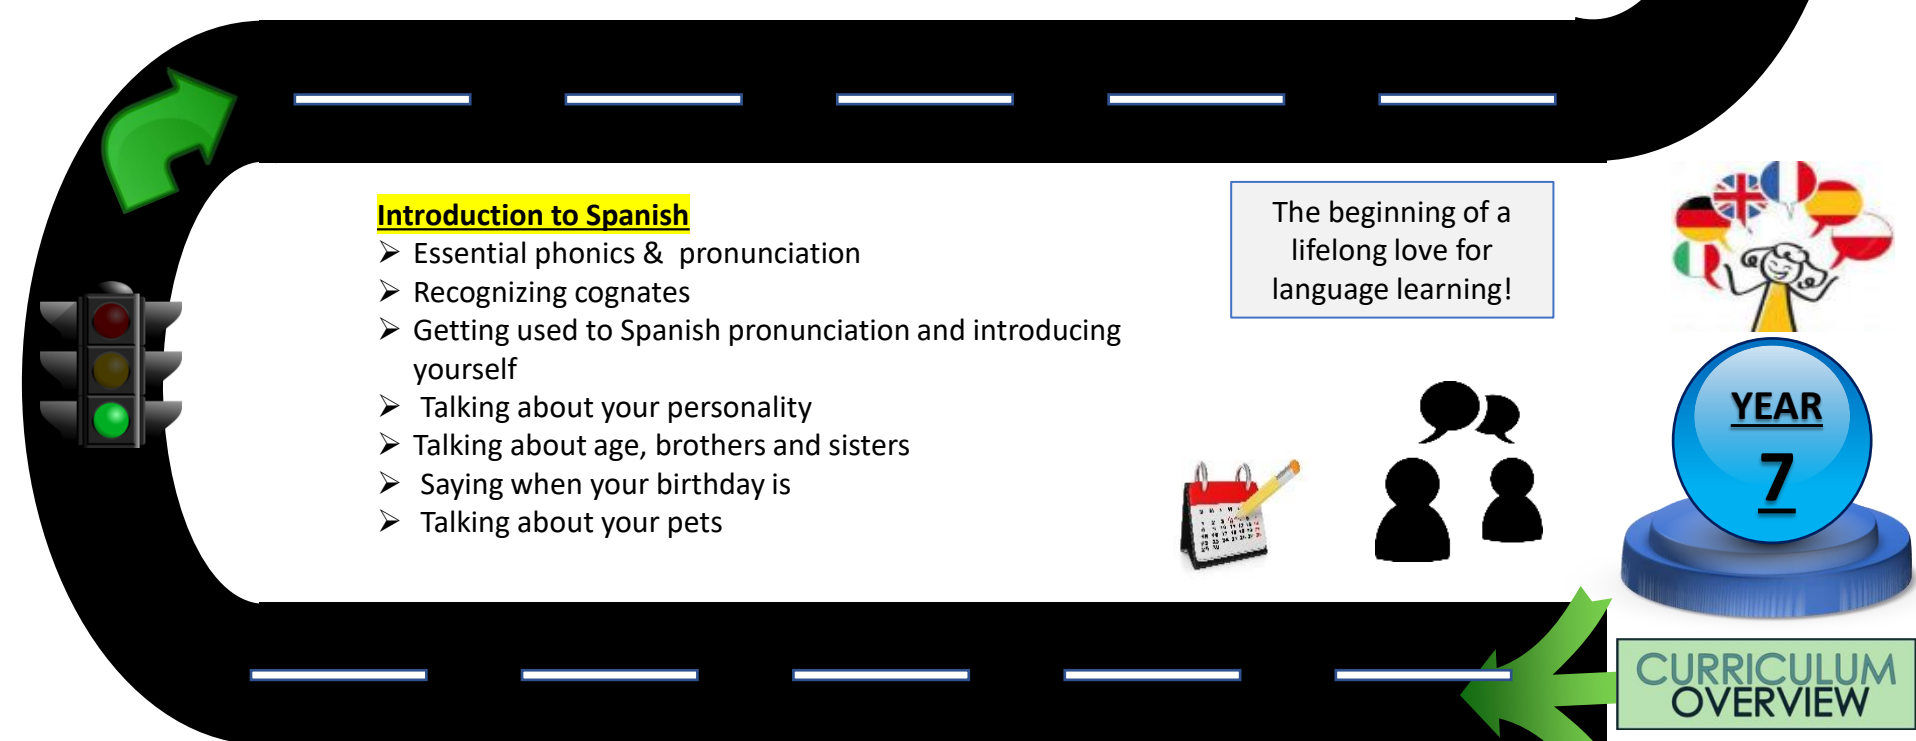 Introduction to Spanish
➢ Essential phonics & pronunciation
➢ Recognizing cognates
➢ Getting used to Spanish pronunciation and introducing
yourself
➢ Talking about your personality
➢ Talking about age, brothers and sisters
➢ Saying when your birthday is
➢ Talking about your pets
The beginning of a
lifelong love for
language learning!
YEAR
7
CURRICULUM
OVERVIEW